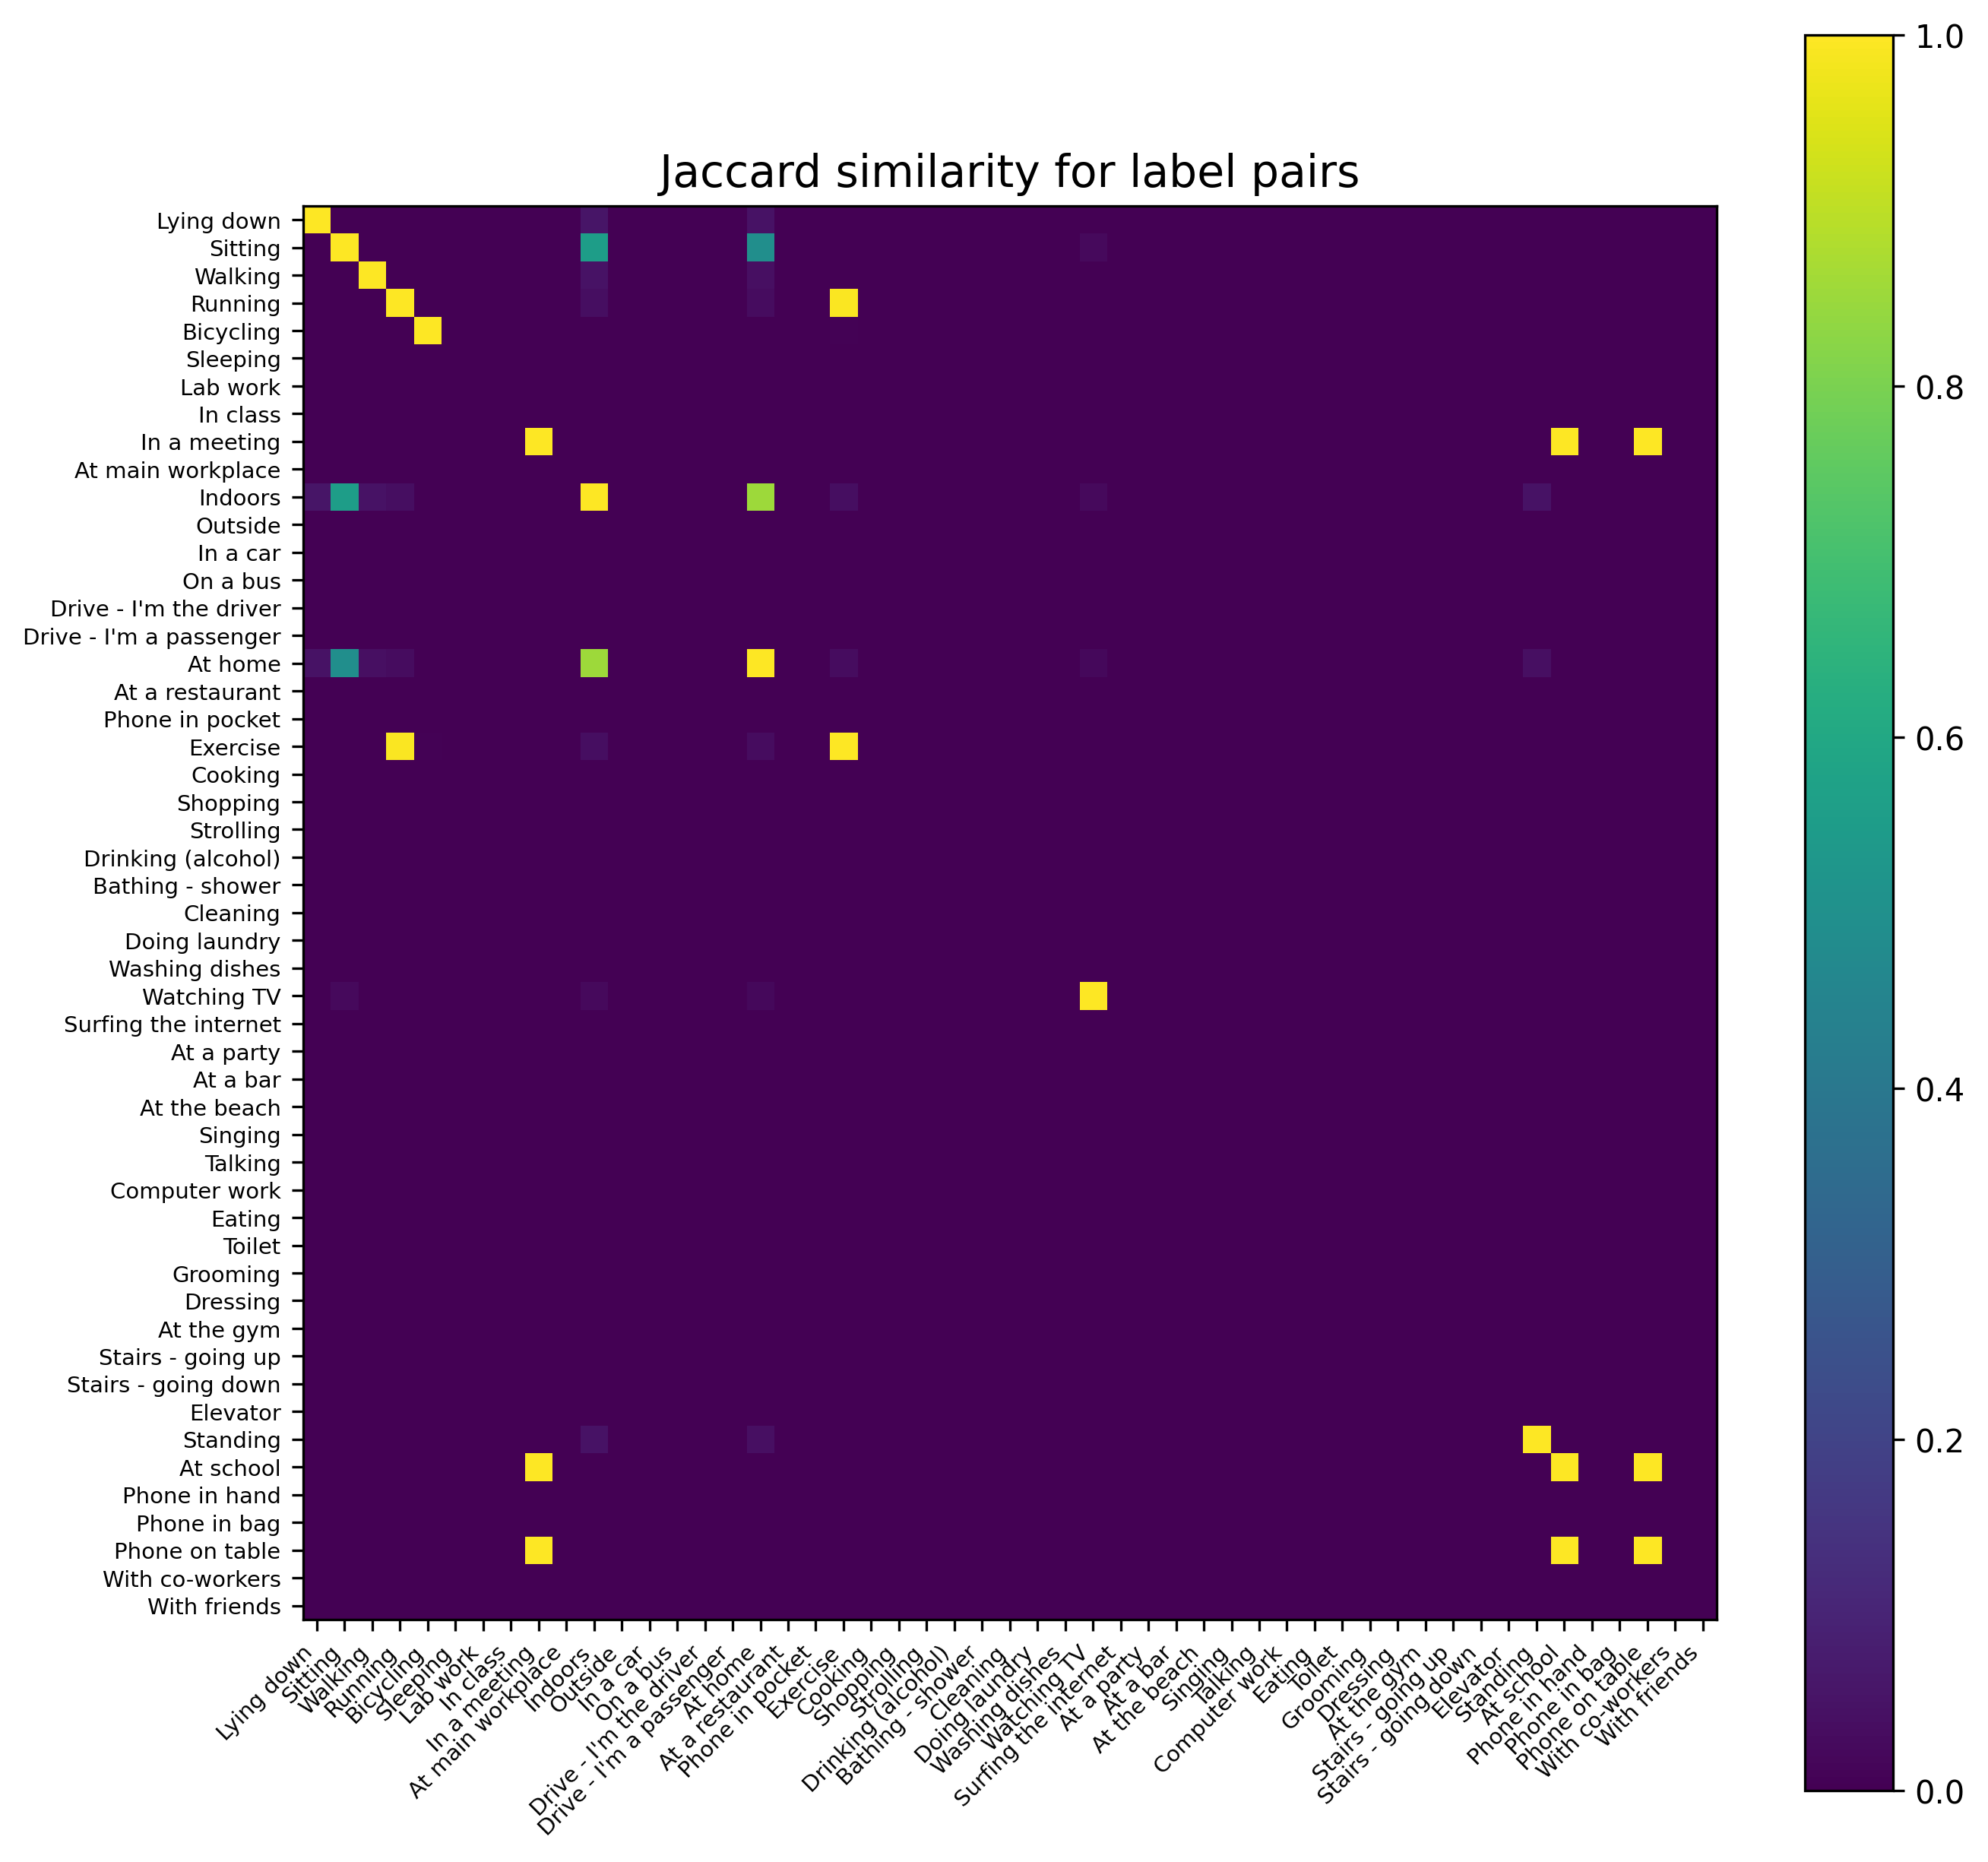 Jaccard similarity for label pairs
Lying down
Sitting
Walking
Running
Bicycling
Sleeping
Lab work
In class
In a meeting
At main workplace
Indoors
Outside
In a car
On a bus
Drive - I'm the driver
Drive - I'm a passenger
At home
At a restaurant
Phone in pocket
Exercise
Cooking
Shopping
Strolling
Drinking (alcohol)
Bathing - shower
Cleaning
Doing laundry
Washing dishes
Watching TV
Surfing the internet
At a party
At a bar
At the beach
Singing
Talking
Computer work
Eating
Toilet
Grooming
Dressing
At the gym
Stairs - going up
Stairs - going down
Elevator
Standing
At school
Phone in hand
Phone in bag
Phone on table
With co-workers
With friends
Lying down
Sitting
Walking
Running
Bicycling
Sleeping
Lab work
In class
In a meeting
At main workplace
Indoors
Outside
In a car
On a bus
Drive - I'm the driver
Drive - I'm a passenger
At home
At a restaurant
Phone in pocket
Exercise
Cooking
Shopping
Strolling
Drinking (alcohol)
Bathing - shower
Cleaning
Doing laundry
Washing dishes
Watching TV
Surfing the internet
At a party
At a bar
At the beach
Singing
Talking
Computer work
Eating
Toilet
Grooming
Dressing
At the gym
Stairs - going up
Stairs - going down
Elevator
Standing
At school
Phone in hand
Phone in bag
Phone on table
With co-workers
With friends
1.0
0.8
0.6
0.4
0.2
0.0